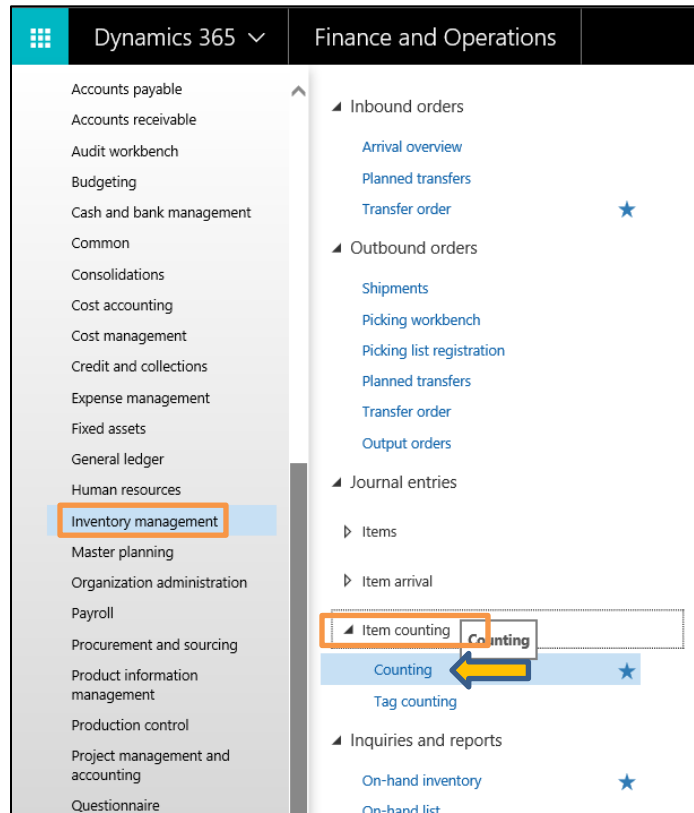 Dynamics 365
Finance and Operations
Accounts payable
Accounts receivable
Audit workbench
Budgeting
Cash and bank management
Common
Consolidations
Cost accounting
Cost management
Credit and collections
Expense management
Fixed assets
General ledger
Human resources
Inventory management
Master planning
Organization administration
Payroll
Procurement and sourcing
Product information
management
Production control
Project management and
accounting
Questionnaire
Inbound orders
Arrival overview
Planned transfers
Transfer order
Outbound orders
Shipments
Picking workbench
Picking list registration
Planned transfers
Transfer order
Output orders
Journal entries
Items
Item arrival
Item counting
Counting
Counting
Tag counting
Inquiries and reports
On-hand inventory
On-hand list